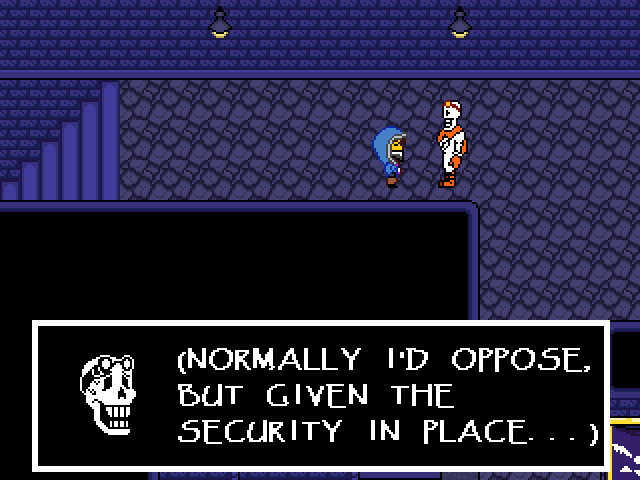 (NORMALLY I'D OPPOSE,
BUT GIVEN THE
SECURITY IN PLACE...)